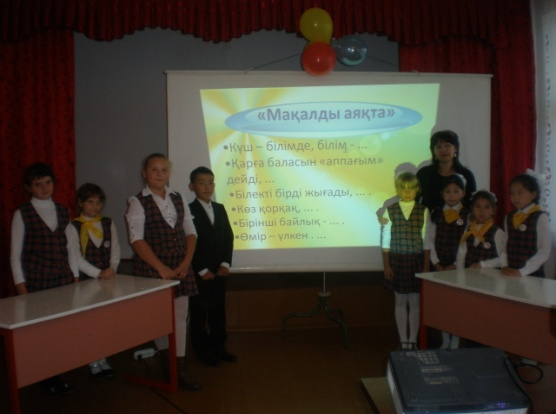 «Мақалды аяқта»
•Күш – білімде, білім - ...
•Қарға баласын «аппағым»
дейді, ...
•Білекті бірді жығады, ... .
•Көз қорқақ, ... .
•Бірінші байлық - ... .
•Өмір – үлкен . ...